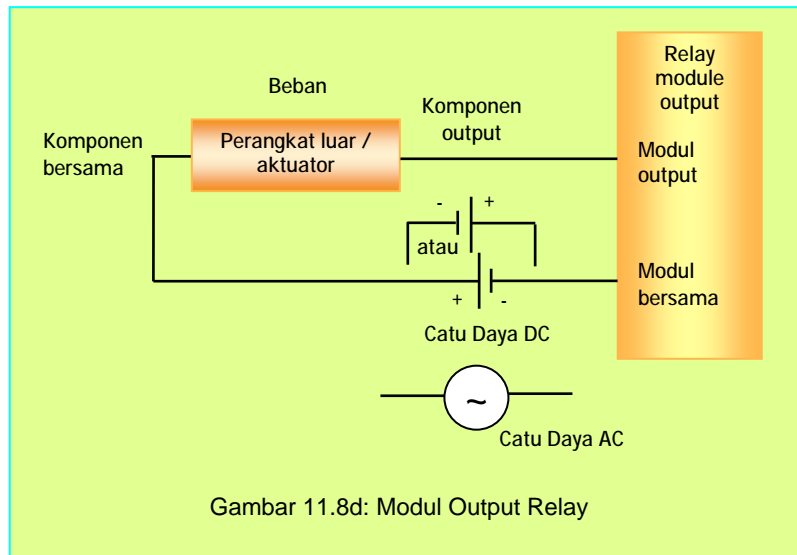 Relay
module
output
Beban
Komponen
output
Komponen
bersama
Perangkat luar /
aktuator
Modul
output
- +
atau
Modul
bersama
+ -
Catu Daya DC
~
Catu Daya AC
Gambar 11.8d: Modul Output Relay